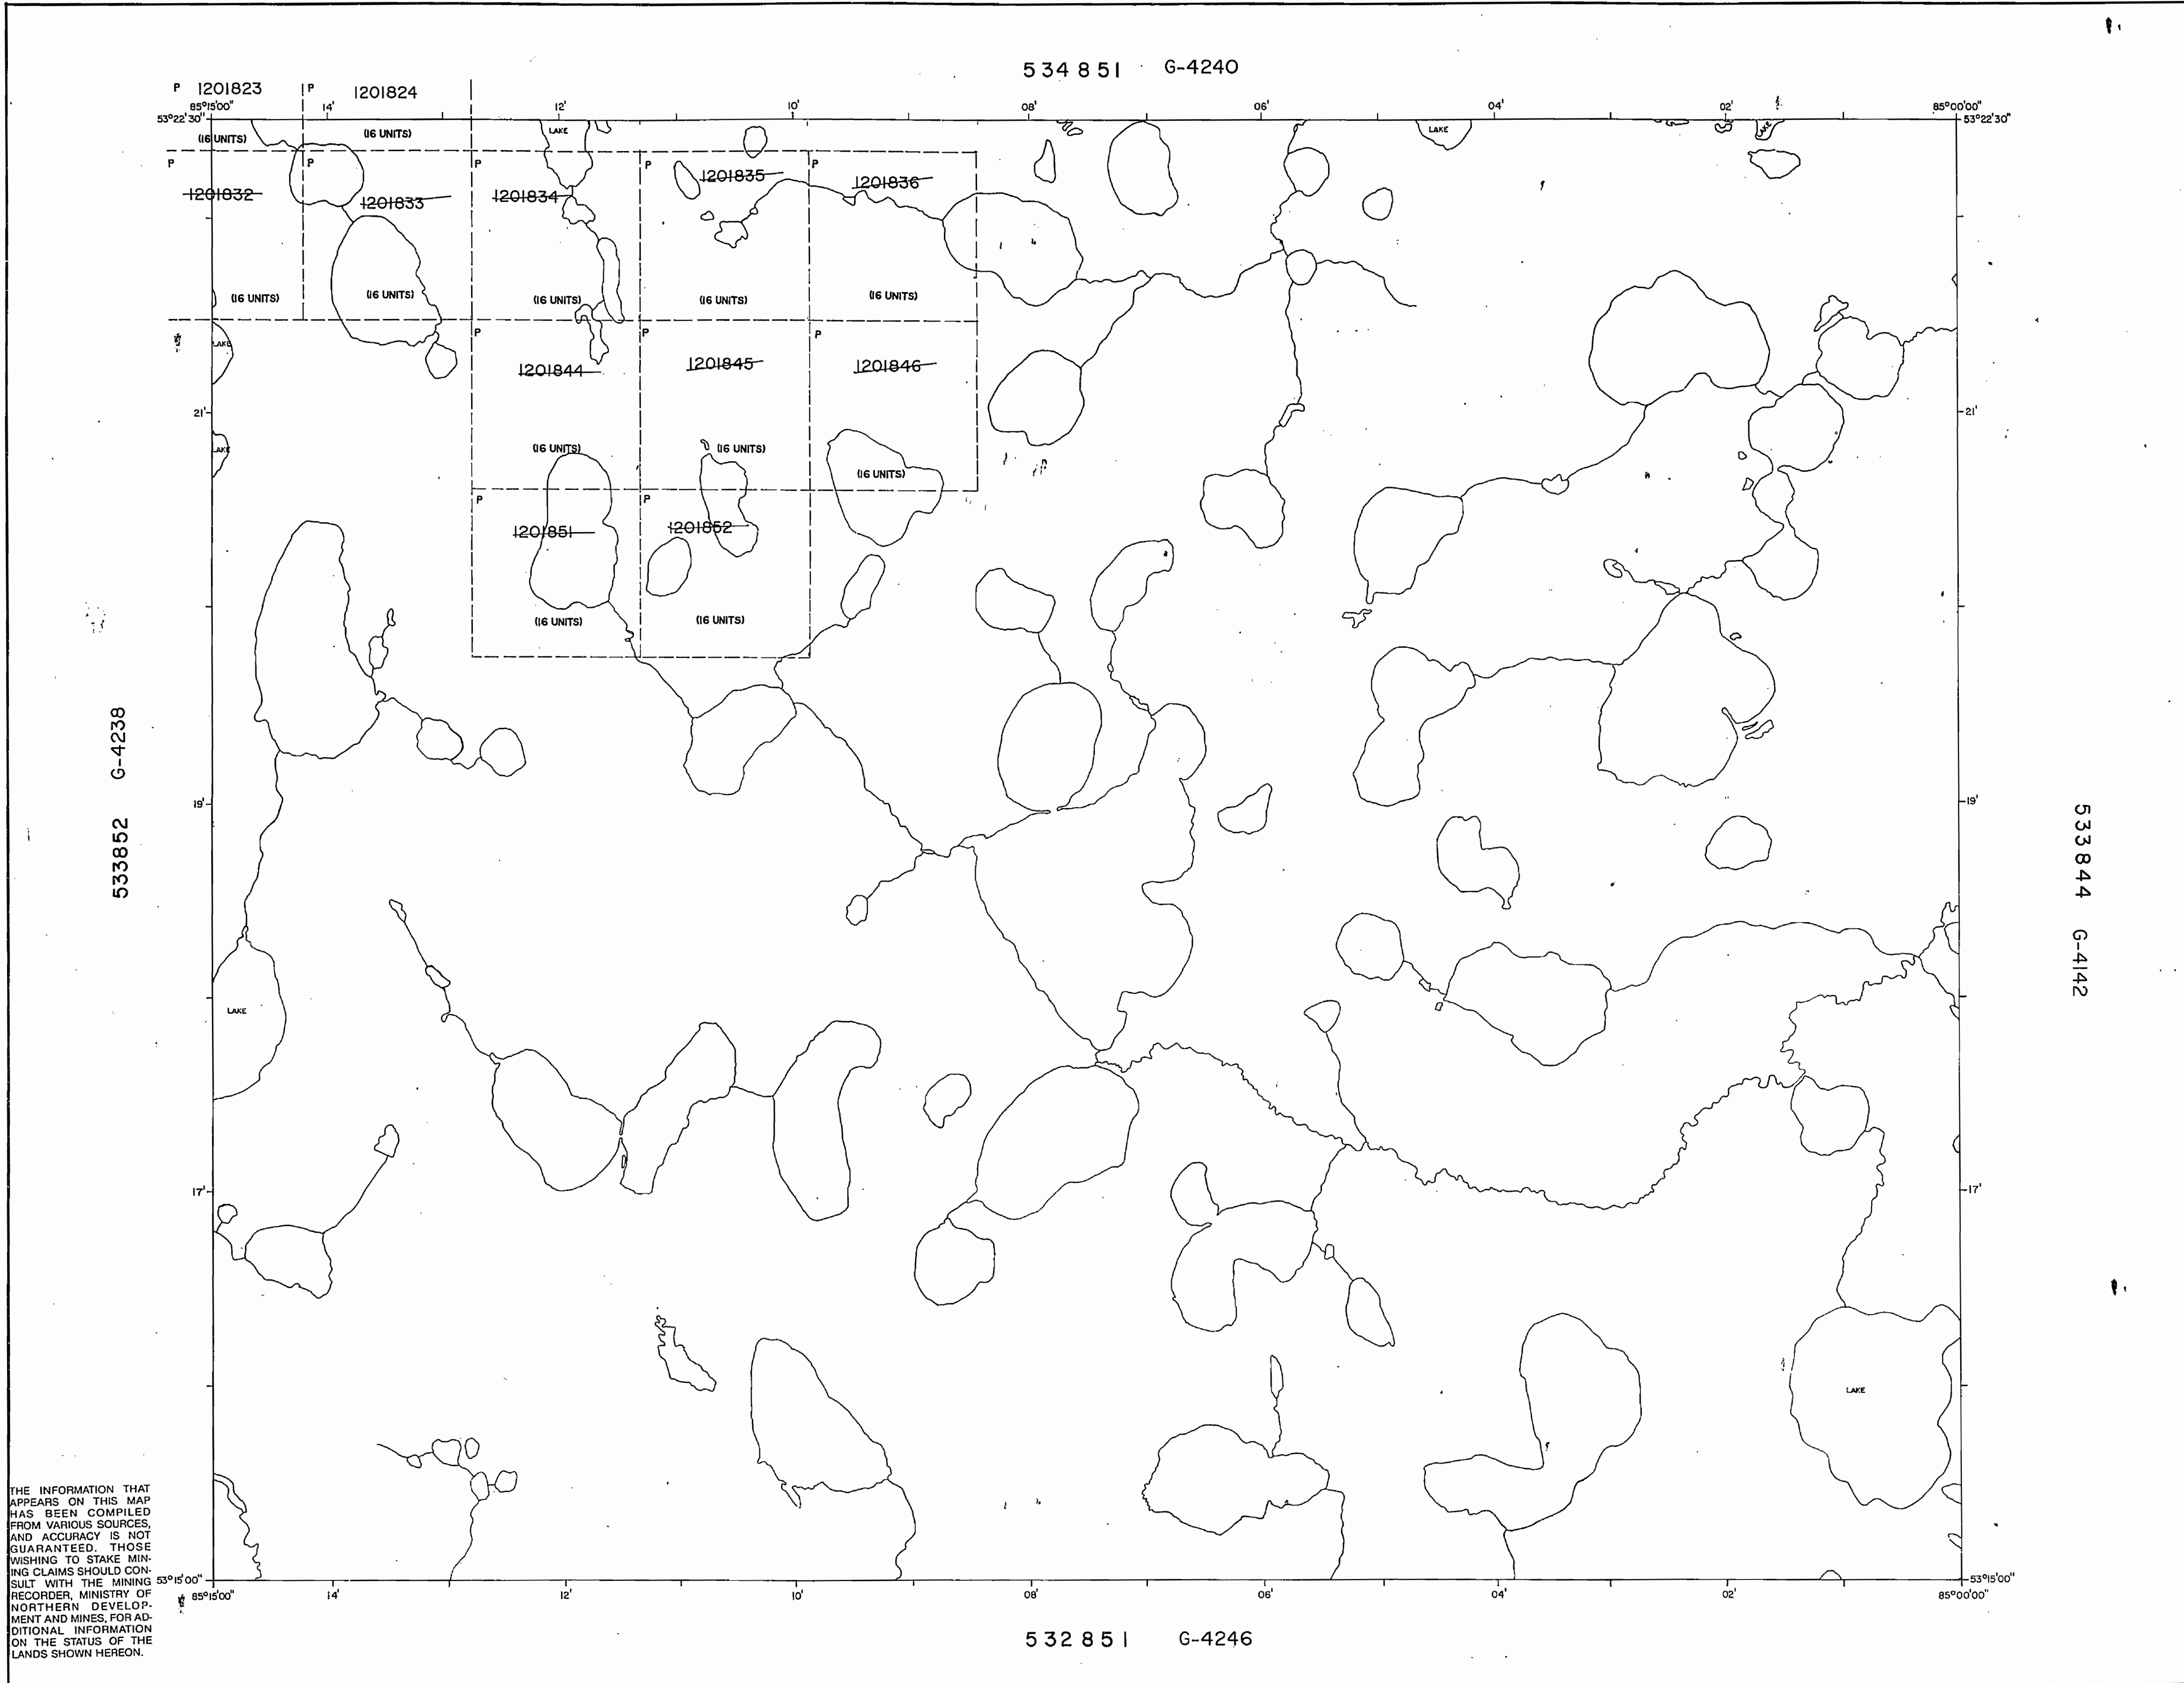 534851 G-4240
P 1201823 P 1201824
85°15'00" 14' 12' 10' 08' 06' 04' 02' 85°00'00"
53°22'30" 53°22'30"
(16 UNITS) (16 UNITS) LAKE LAKE LAKE
P P P P P
1201832 1201833 1201834 1201835 1201836
(16 UNITS) (16 UNITS) (16 UNITS) (16 UNITS) (16 UNITS)
P P P
LAKE
1201844 1201845 1201846
21' 21'
LAKE (16 UNITS) (16 UNITS) (16 UNITS)
P P
1201851 1201852
(16 UNITS) (16 UNITS)
533852 G-4238
19' 19'
533844 G-4142
LAKE
17' 17'
LAKE
THE INFORMATION THAT
APPEARS ON THIS MAP
HAS BEEN COMPILED
FROM VARIOUS SOURCES,
AND ACCURACY IS NOT
GUARANTEED. THOSE
WISHING TO STAKE MIN-
ING CLAIMS SHOULD CON-
SULT WITH THE MINING
RECORDER, MINISTRY OF
NORTHERN DEVELOP-
MENT AND MINES, FOR AD-
DITIONAL INFORMATION
ON THE STATUS OF THE
LANDS SHOWN HEREON.
53°15'00" 53°15'00"
85°15'00" 14' 12' 10' 08' 06' 04' 02' 85°00'00"
532851 G-4246